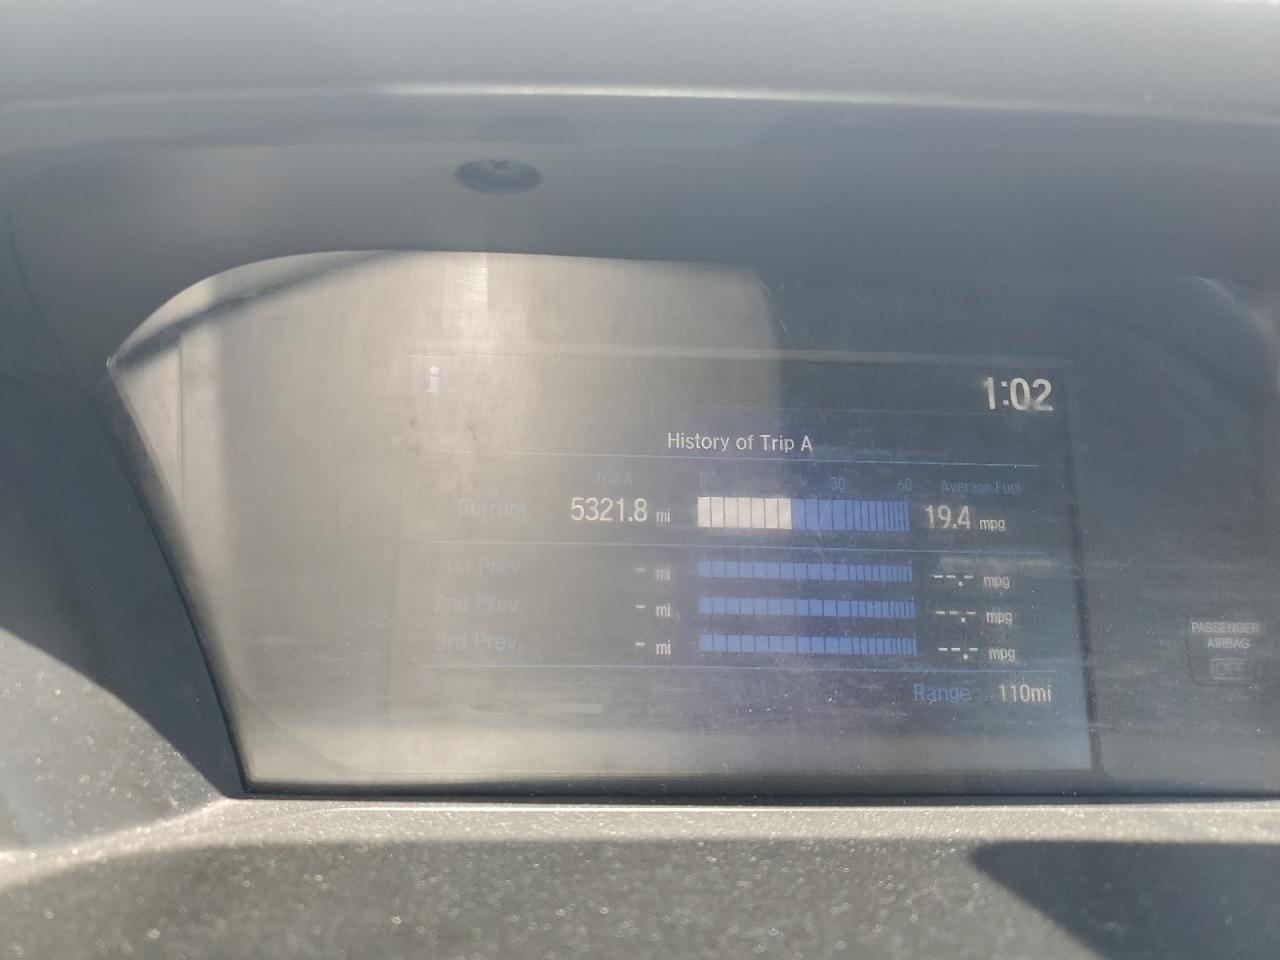 i
1:02
History of Trip A
Trip A 0 30 60 Average Fuel
Current 5321.8 mi 19.4 mpg
1st Prev. - mi --.- mpg
2nd Prev. - mi --.- mpg
3rd Prev. - mi --.- mpg
Range 110mi
PASSENGER
AIRBAG
OFF